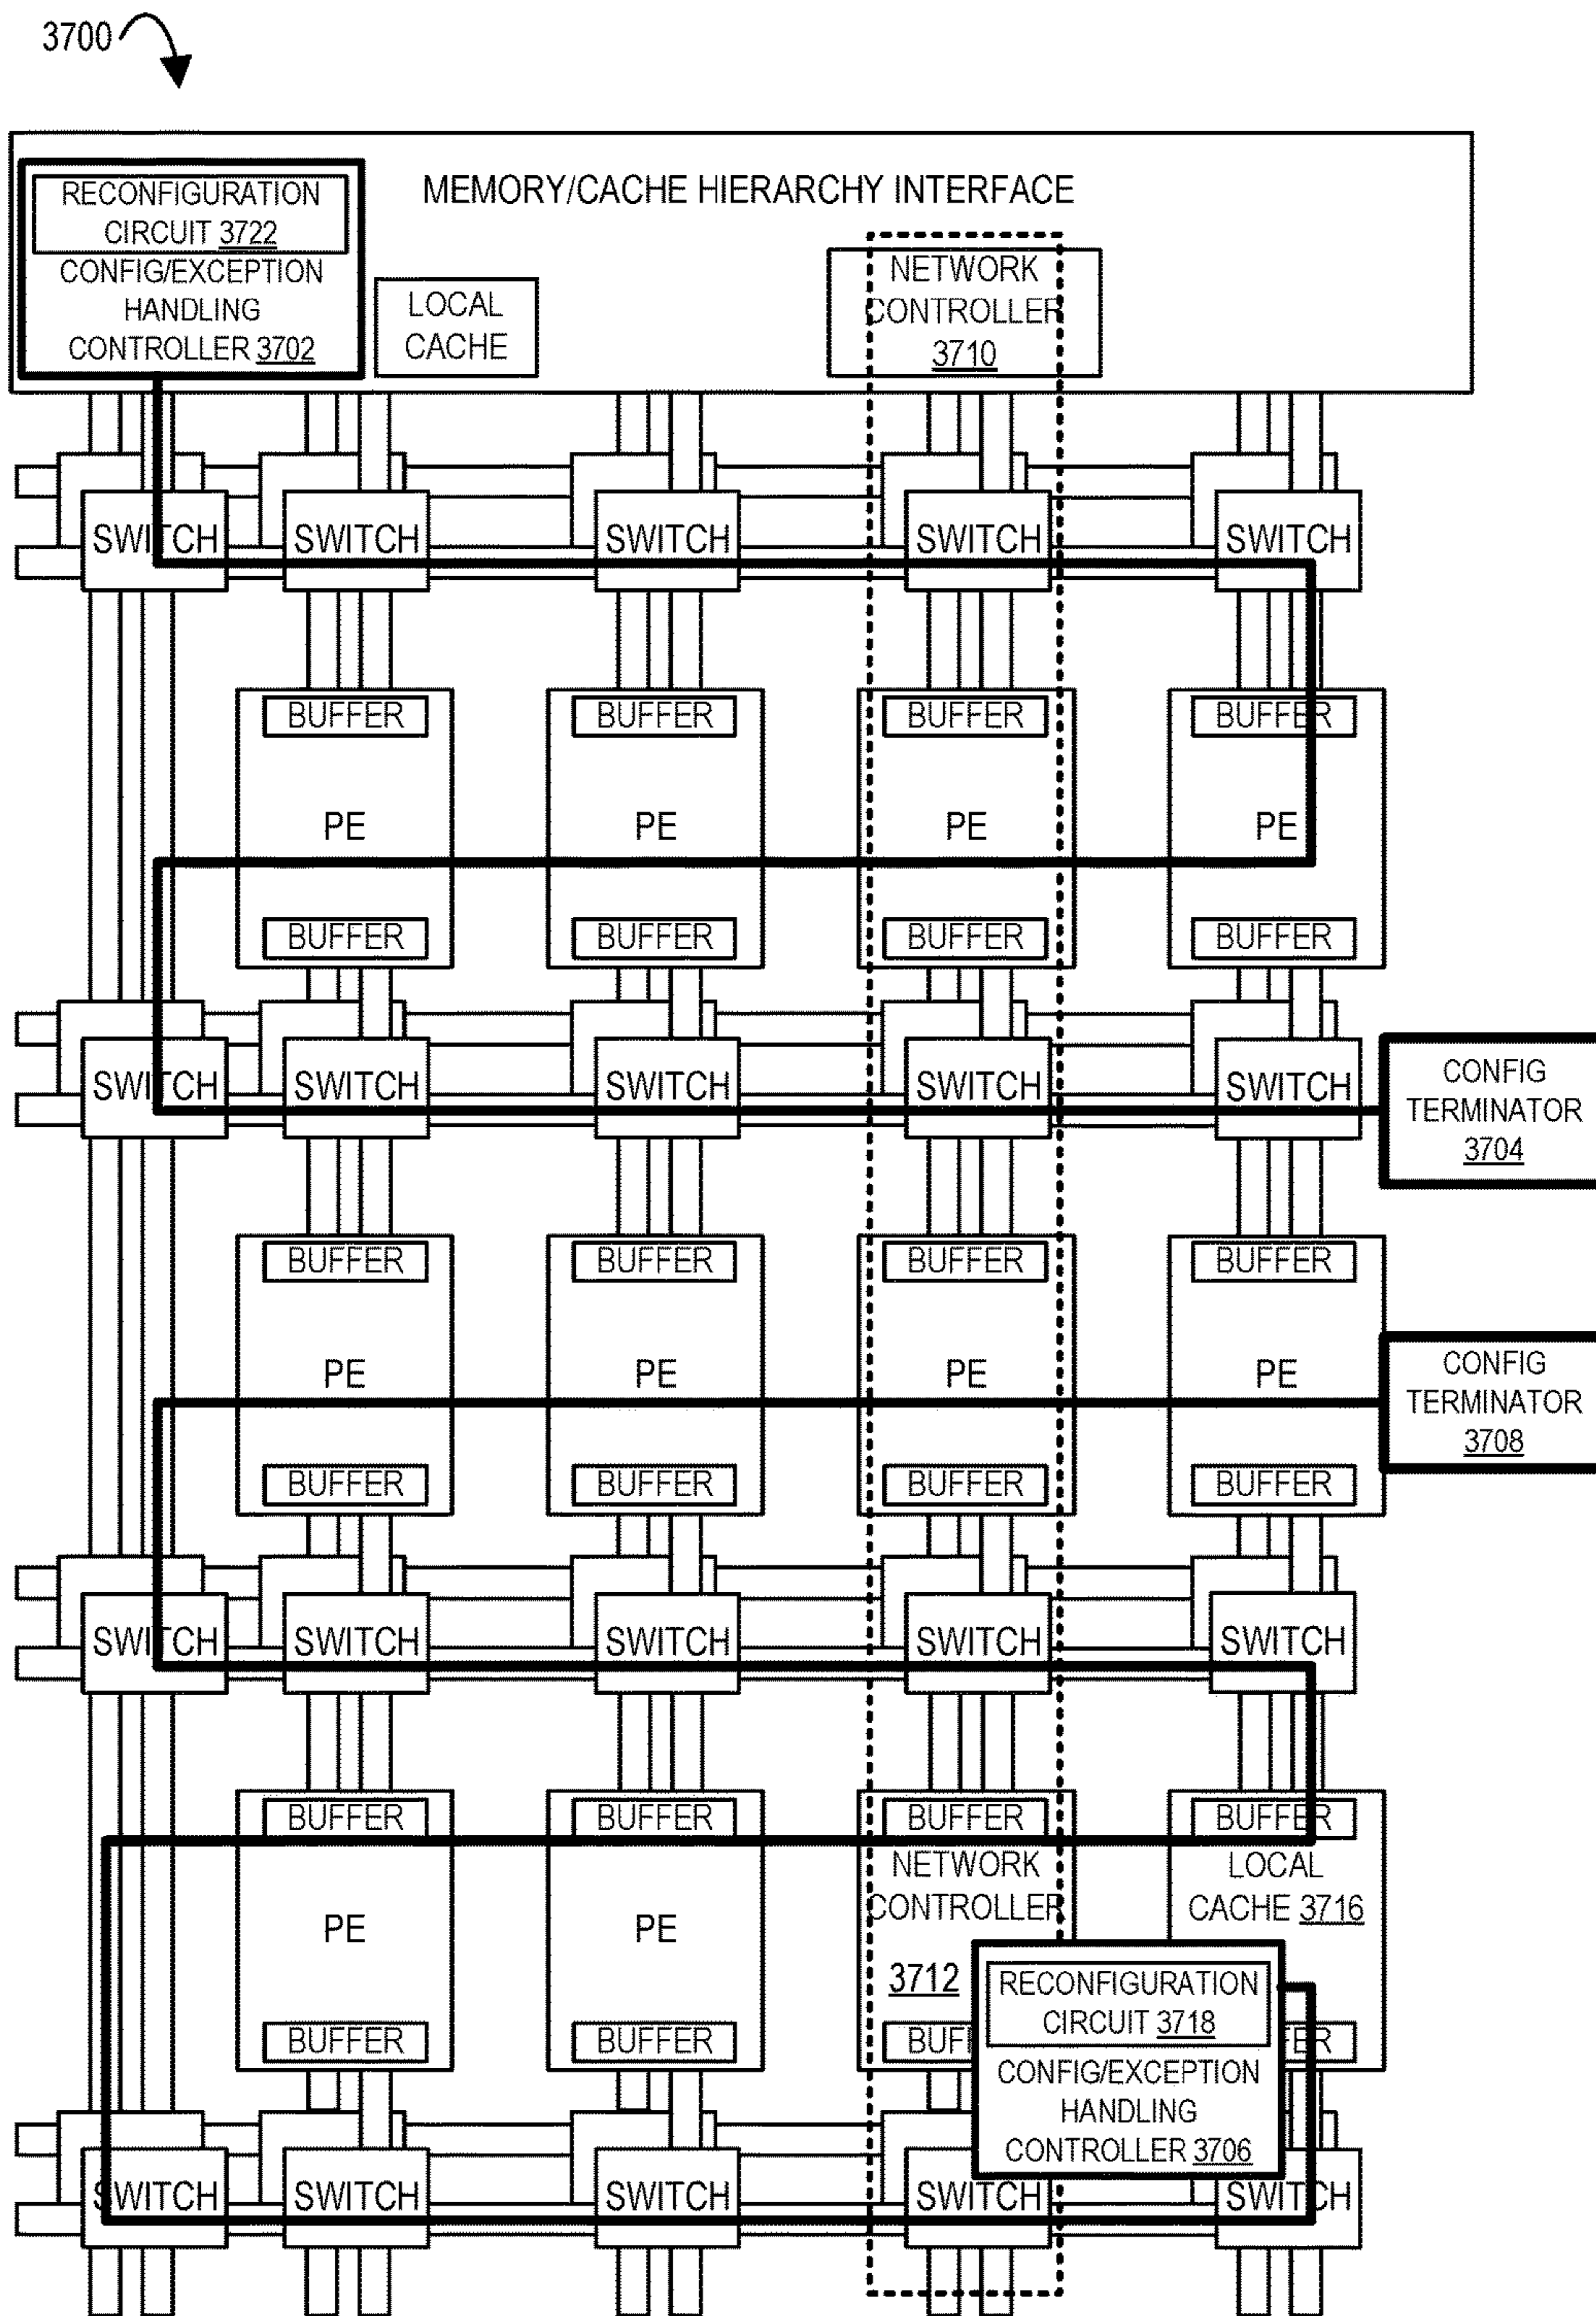 3700
RECONFIGURATION
CIRCUIT 3722
CONFIG/EXCEPTION
HANDLING
CONTROLLER 3702
MEMORY/CACHE HIERARCHY INTERFACE
LOCAL
CACHE
NETWORK
CONTROLLER
3710
SWITCH SWITCH SWITCH SWITCH SWITCH
BUFFER BUFFER BUFFER BUFFER
PE PE PE PE
BUFFER BUFFER BUFFER BUFFER
SWITCH SWITCH SWITCH SWITCH SWITCH
CONFIG
TERMINATOR
3704
BUFFER BUFFER BUFFER BUFFER
PE PE PE PE
CONFIG
TERMINATOR
3708
BUFFER BUFFER BUFFER BUFFER
SWITCH SWITCH SWITCH SWITCH SWITCH
BUFFER BUFFER BUFFER BUFFER
PE PE
NETWORK
CONTROLLER
3712
LOCAL
CACHE 3716
RECONFIGURATION
CIRCUIT 3718
CONFIG/EXCEPTION
HANDLING
CONTROLLER 3706
BUFFER BUFFER BUF FER
SWITCH SWITCH SWITCH SWITCH SWITCH